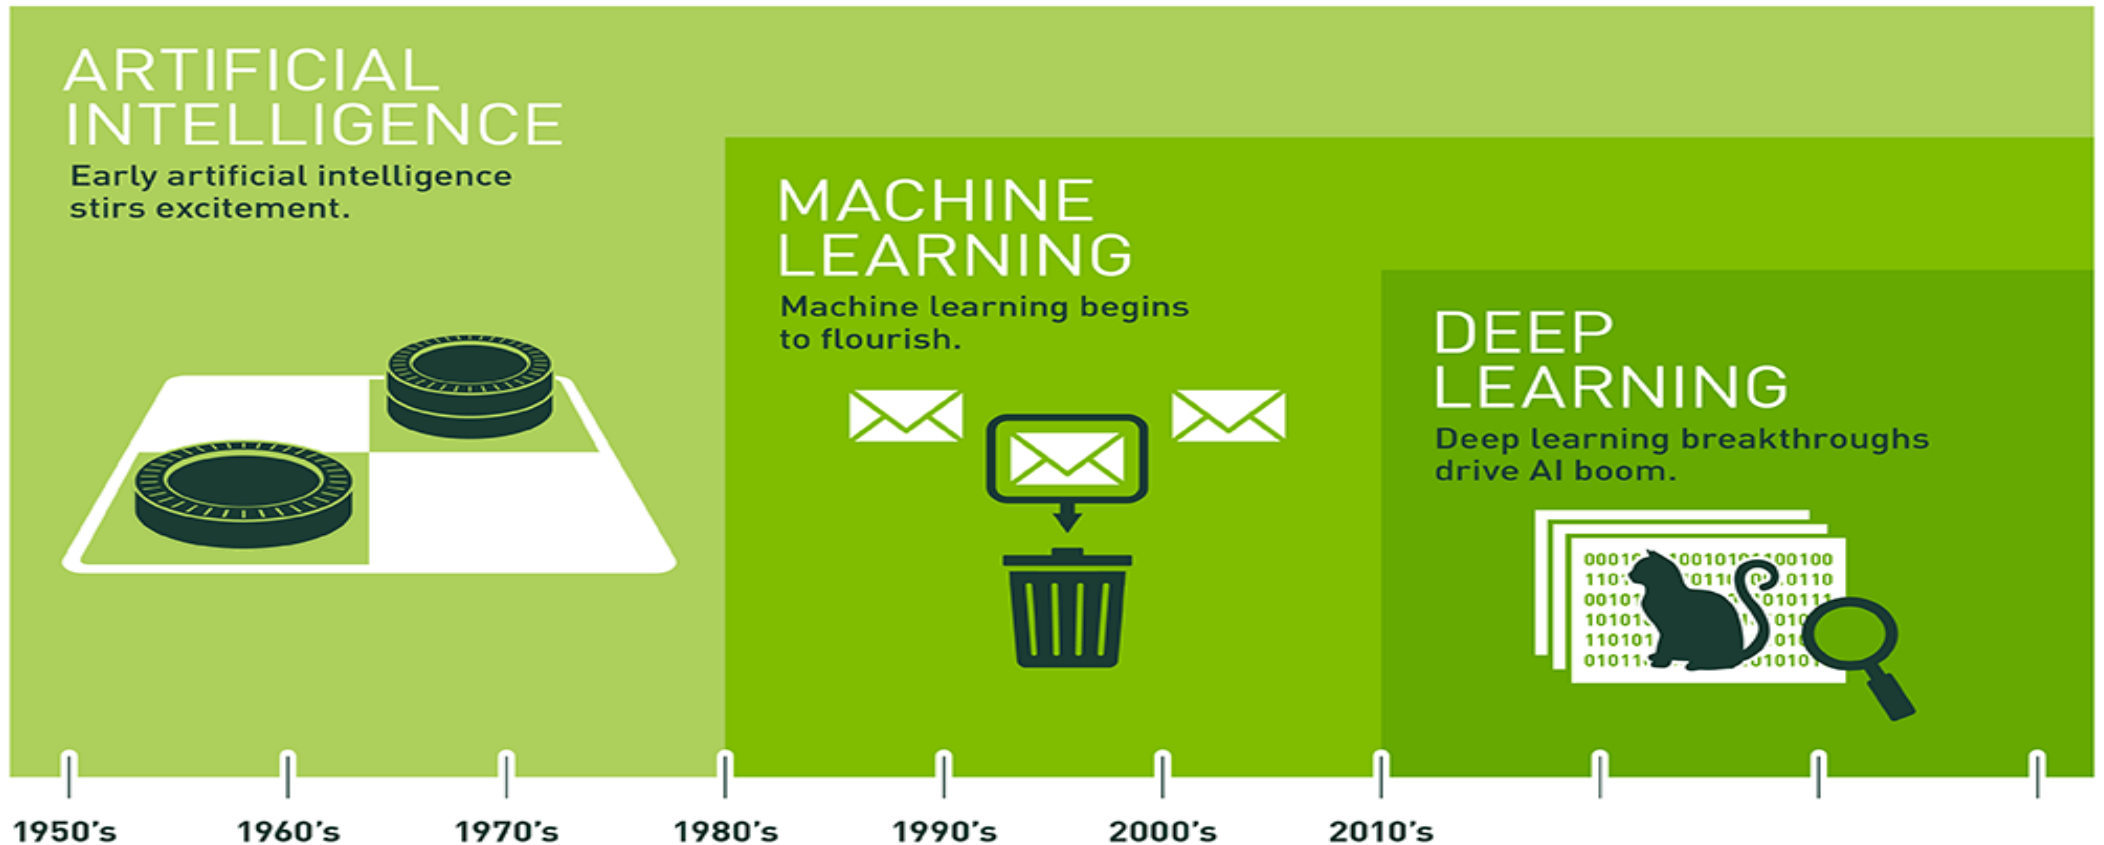 ARTIFICIAL
INTELLIGENCE
Early artificial intelligence
stirs excitement.
MACHINE
LEARNING
Machine learning begins
to flourish.
DEEP
LEARNING
Deep learning breakthroughs
drive AI boom.
1950's
1960's
1970's
1980's
1990's
2000's
2010's